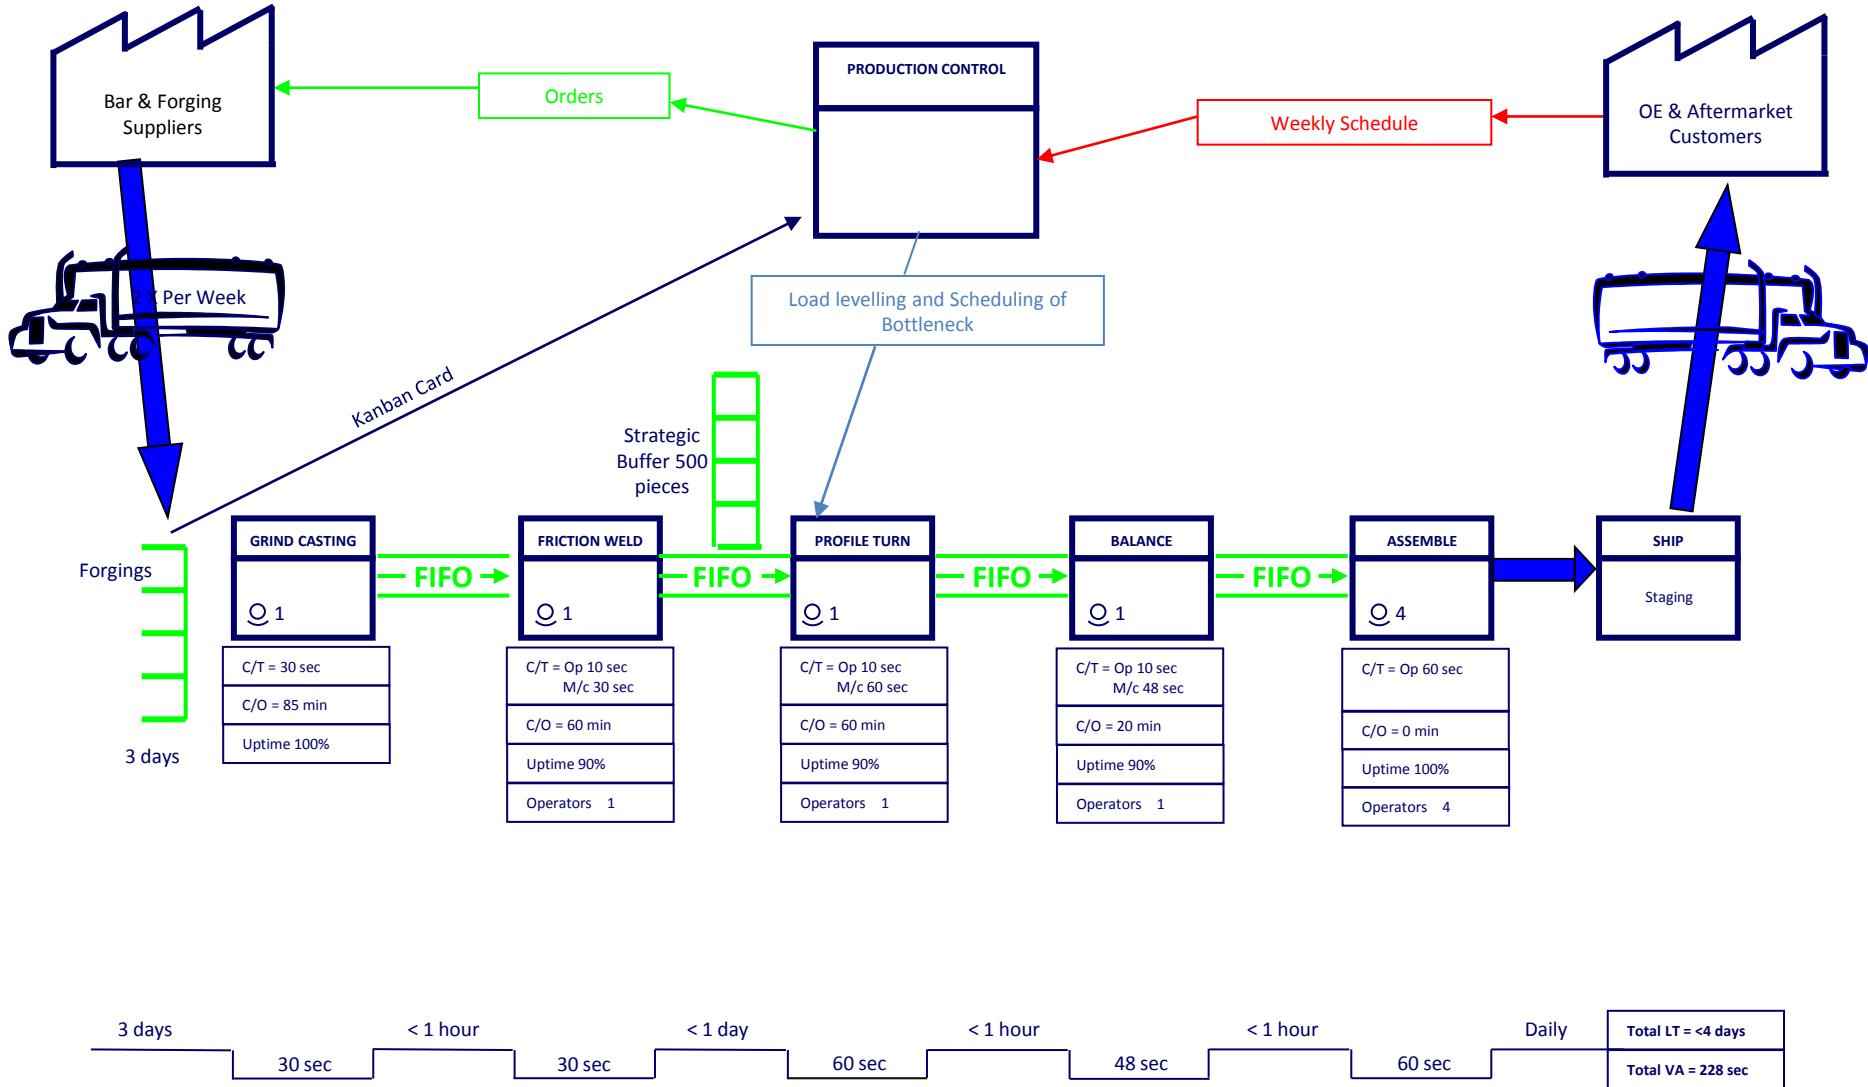 Bar & Forging
Suppliers
Orders
PRODUCTION CONTROL
Weekly Schedule
OE & Aftermarket
Customers
2 X Per Week
Load levelling and Scheduling of
Bottleneck
Kanban Card
Strategic
Buffer 500
pieces
Forgings
3 days
GRIND CASTING
1
C/T = 30 sec
C/O = 85 min
Uptime 100%
FIFO
FRICTION WELD
1
C/T = Op 10 sec
M/c 30 sec
C/O = 60 min
Uptime 90%
Operators 1
FIFO
PROFILE TURN
1
C/T = Op 10 sec
M/c 60 sec
C/O = 60 min
Uptime 90%
Operators 1
FIFO
BALANCE
1
C/T = Op 10 sec
M/c 48 sec
C/O = 20 min
Uptime 90%
Operators 1
FIFO
ASSEMBLE
4
C/T = Op 60 sec
C/O = 0 min
Uptime 100%
Operators 4
SHIP
Staging
3 days
30 sec
< 1 hour
30 sec
< 1 day
60 sec
< 1 hour
48 sec
< 1 hour
60 sec
Daily
Total LT = <4 days
Total VA = 228 sec